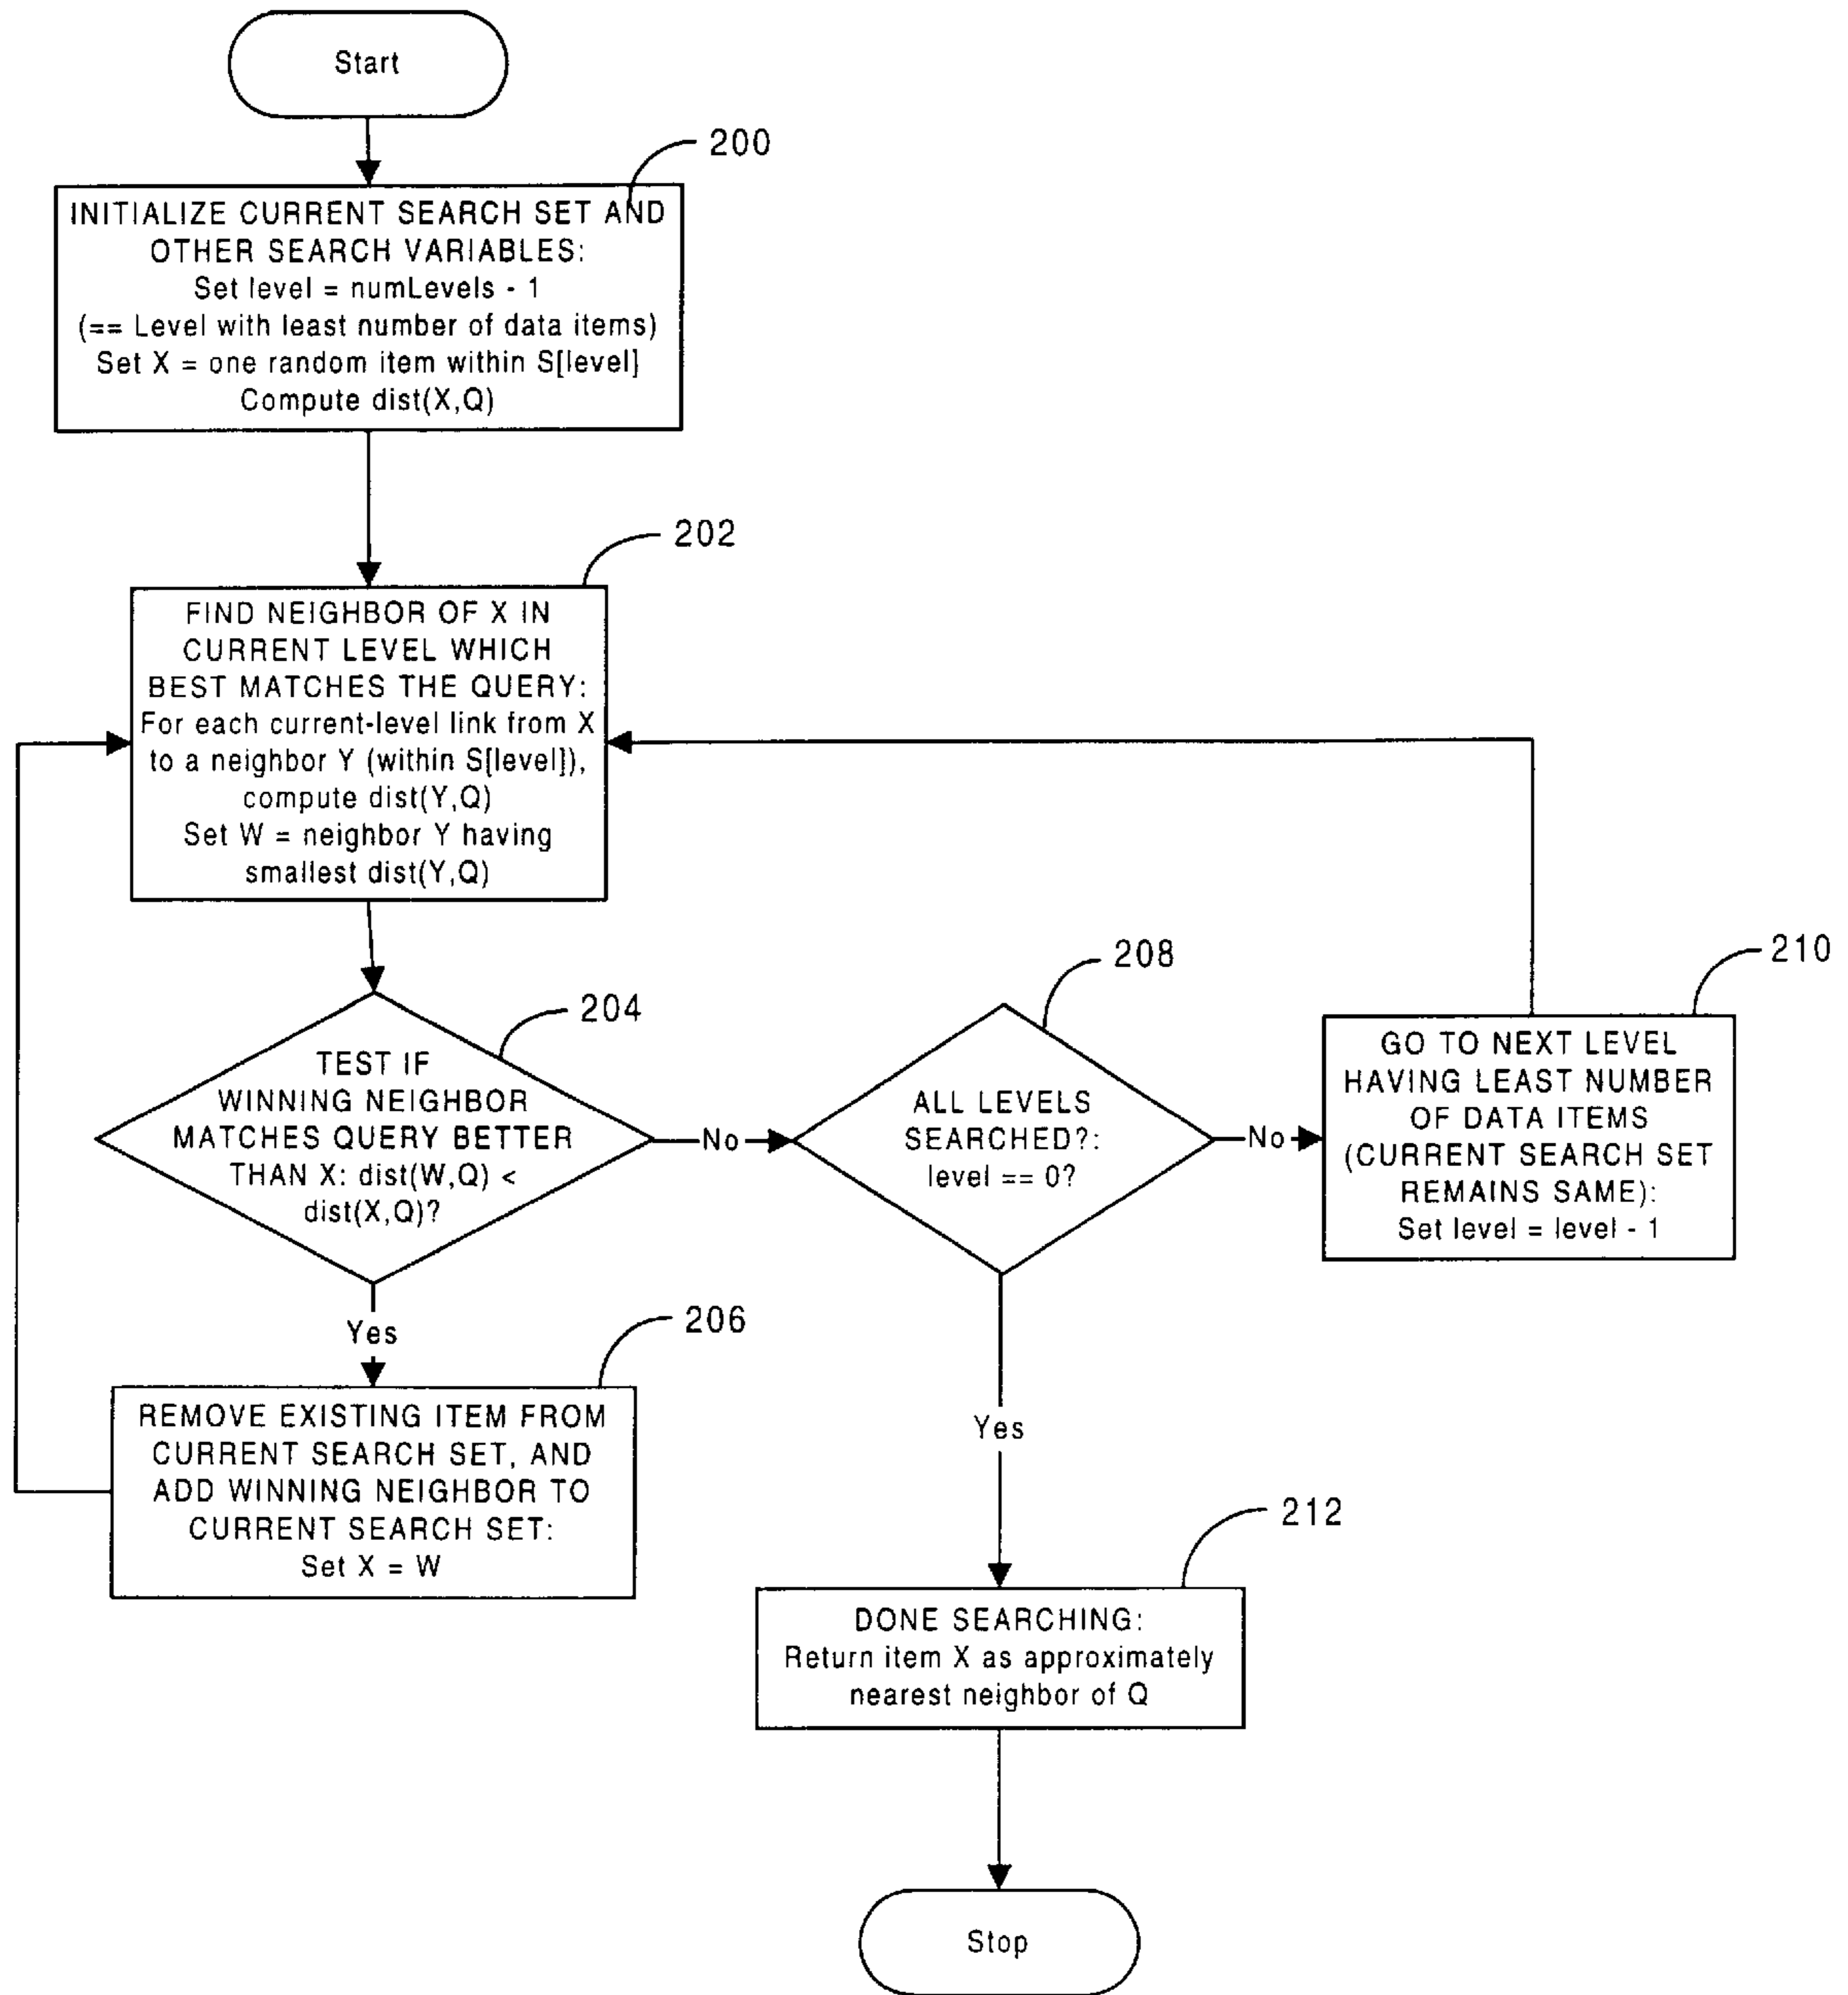 Start
200
INITIALIZE CURRENT SEARCH SET AND
OTHER SEARCH VARIABLES:
Set level = numLevels - 1
(== Level with least number of data items)
Set X = one random item within S[level]
Compute dist(X,Q)
202
FIND NEIGHBOR OF X IN
CURRENT LEVEL WHICH
BEST MATCHES THE QUERY:
For each current-level link from X
to a neighbor Y (within S[level]),
compute dist(Y,Q)
Set W = neighbor Y having
smallest dist(Y,Q)
204
TEST IF
WINNING NEIGHBOR
MATCHES QUERY BETTER
THAN X: dist(W,Q) <
dist(X,Q)?
No
208
ALL LEVELS
SEARCHED?:
level == 0?
No
210
GO TO NEXT LEVEL
HAVING LEAST NUMBER
OF DATA ITEMS
(CURRENT SEARCH SET
REMAINS SAME):
Set level = level - 1
Yes
206
REMOVE EXISTING ITEM FROM
CURRENT SEARCH SET, AND
ADD WINNING NEIGHBOR TO
CURRENT SEARCH SET:
Set X = W
Yes
212
DONE SEARCHING:
Return item X as approximately
nearest neighbor of Q
Stop